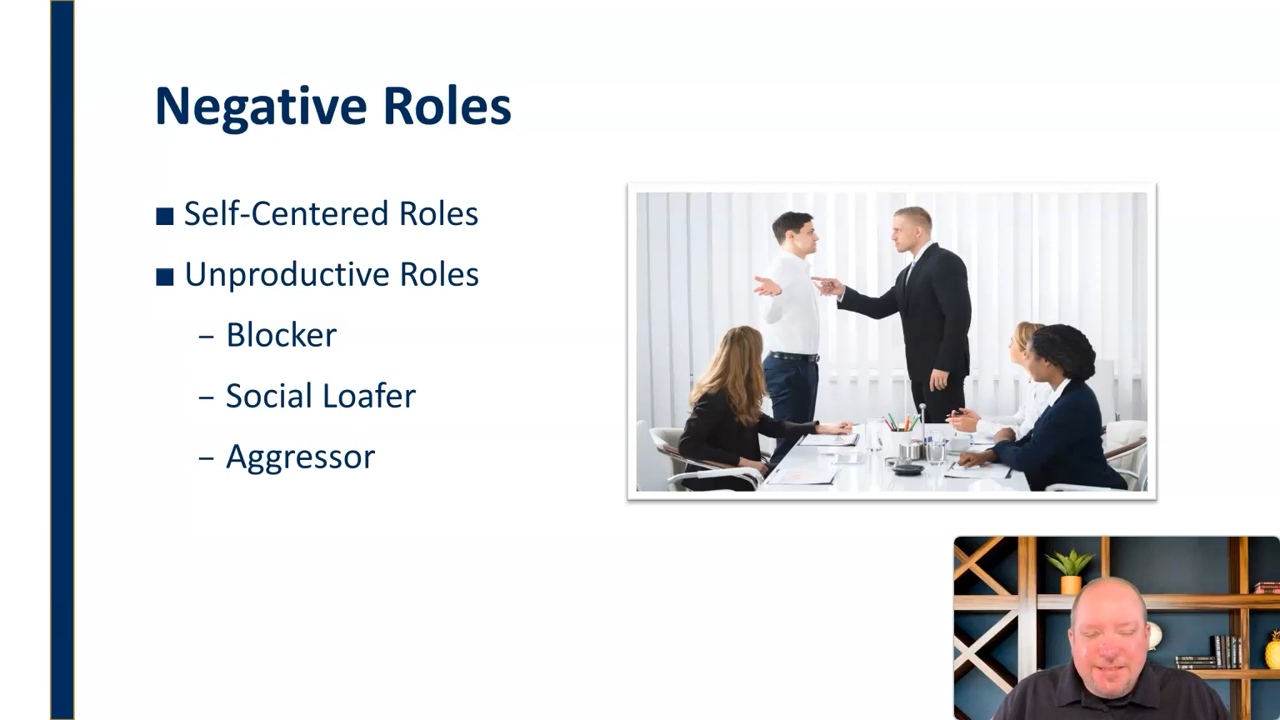 Negative Roles
■ Self-Centered Roles
■ Unproductive Roles
– Blocker
– Social Loafer
– Aggressor